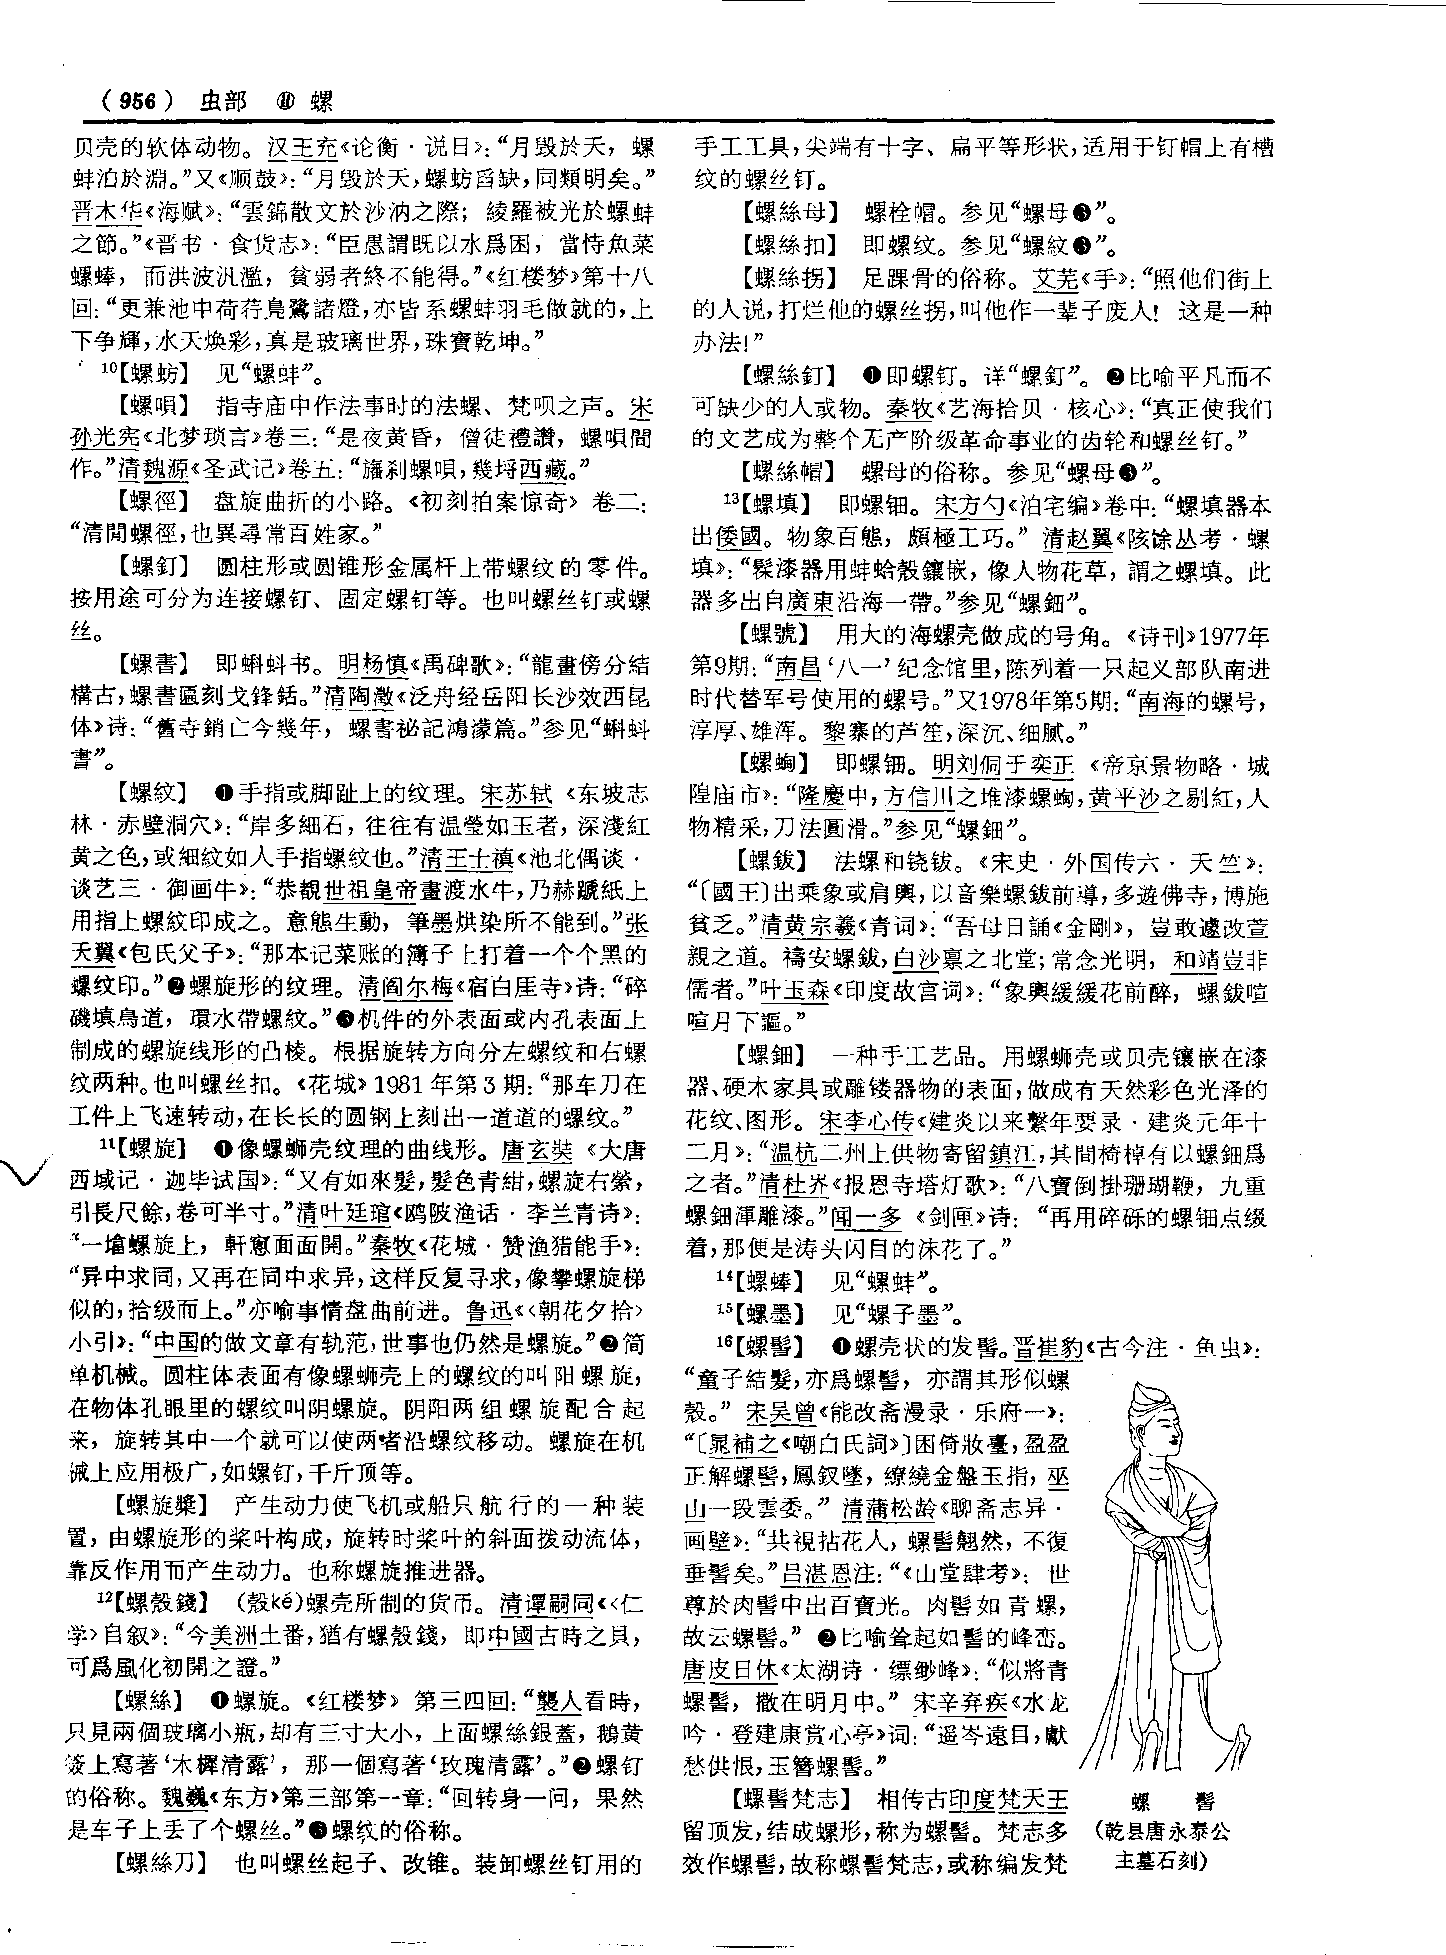 (956) 虫部 ⑪ 螺
贝壳的软体动物。汉王充《论衡·说日》：“月毁於天，螺
蚌泊於淵。”又《顺鼓》：“月毁於天，螺蚄舀缺，同類明矣。”
晋木华《海赋》：“雲錦散文於沙汭之際；綾羅被光於螺蚌
之節。”《晋书·食货志》：“臣愚謂既以水爲困，當恃魚菜
螺蜯，而洪波汎濫，貧弱者終不能得。”《红楼梦》第十八
回：“更兼池中荷荇鳧鷺諸燈，亦皆系螺蚌羽毛做就的，上
下争輝，水天焕彩，真是玻璃世界，珠寶乾坤。”
¹⁰【螺蚄】 见“螺蚌”。
【螺唄】 指寺庙中作法事时的法螺、梵呗之声。宋
孙光宪《北梦琐言》卷三：“是夜黄昏，僧徒禮讚，螺唄間
作。”清魏源《圣武记》卷五：“旛刹螺唄，幾埒西藏。”
【螺徑】 盘旋曲折的小路。《初刻拍案惊奇》卷二：
“清閒螺徑，也異尋常百姓家。”
【螺釘】 圆柱形或圆锥形金属杆上带螺纹的零件。
按用途可分为连接螺钉、固定螺钉等。也叫螺丝钉或螺
丝。
【螺書】 即蝌蚪书。明杨慎《禹碑歌》：“龍畫傍分結
構古，螺書匾刻戈鋒銛。”清陶澂《泛舟经岳阳长沙效西昆
体》诗：“舊寺銷亡今幾年，螺書祕記鴻濛篇。”参见“蝌蚪
書”。
【螺紋】 ❶手指或脚趾上的纹理。宋苏轼《东坡志
林·赤壁洞穴》：“岸多細石，往往有温瑩如玉者，深淺紅
黄之色，或細紋如人手指螺紋也。”清王士禛《池北偶谈·
谈艺三·御画牛》：“恭覩世祖皇帝畫渡水牛，乃赫蹏紙上
用指上螺紋印成之。意態生動，筆墨烘染所不能到。”张
天翼《包氏父子》：“那本记菜账的簿子上打着一个个黑的
螺纹印。”❷螺旋形的纹理。清阎尔梅《宿白厓寺》诗：“碎
磯填鳥道，環水帶螺紋。”❸机件的外表面或内孔表面上
制成的螺旋线形的凸棱。根据旋转方向分左螺纹和右螺
纹两种。也叫螺丝扣。《花城》1981年第3期：“那车刀在
工件上飞速转动，在长长的圆钢上刻出一道道的螺纹。”
¹¹【螺旋】 ❶像螺蛳壳纹理的曲线形。唐玄奘《大唐
西域记·迦毕试国》：“又有如來髮，髮色青紺，螺旋右縈，
引長尺餘，卷可半寸。”清叶廷琯《鸥陂渔话·李兰青诗》：
“一塔螺旋上，軒窻面面開。”秦牧《花城·赞渔猎能手》：
“异中求同，又再在同中求异，这样反复寻求，像攀螺旋梯
似的，拾级而上。”亦喻事情盘曲前进。鲁迅《〈朝花夕拾〉
小引》：“中国的做文章有轨范，世事也仍然是螺旋。”❷简
单机械。圆柱体表面有像螺蛳壳上的螺纹的叫阳螺旋，
在物体孔眼里的螺纹叫阴螺旋。阴阳两组螺旋配合起
来，旋转其中一个就可以使两者沿螺纹移动。螺旋在机
械上应用极广，如螺钉，千斤顶等。
【螺旋槳】 产生动力使飞机或船只航行的一种装
置，由螺旋形的桨叶构成，旋转时桨叶的斜面拨动流体，
靠反作用而产生动力。也称螺旋推进器。
¹²【螺殼錢】 (殼ké)螺壳所制的货币。清谭嗣同《〈仁
学〉自叙》：“今美洲土番，猶有螺殼錢，即中國古時之貝，
可爲風化初開之證。”
【螺絲】 ❶螺旋。《红楼梦》第三四回：“襲人看時，
只見兩個玻璃小瓶，却有三寸大小，上面螺絲銀蓋，鵝黄
箋上寫著‘木樨清露’，那一個寫著‘玫瑰清露’。”❷螺钉
的俗称。魏巍《东方》第三部第一章：“回转身一问，果然
是车子上丢了个螺丝。”❸螺纹的俗称。
【螺絲刀】 也叫螺丝起子、改锥。装卸螺丝钉用的
手工工具，尖端有十字、扁平等形状，适用于钉帽上有槽
纹的螺丝钉。
【螺絲母】 螺栓帽。参见“螺母❸”。
【螺絲扣】 即螺纹。参见“螺紋❸”。
【螺絲拐】 足踝骨的俗称。艾芜《手》：“照他们街上
的人说，打烂他的螺丝拐，叫他作一辈子废人！这是一种
办法！”
【螺絲釘】 ❶即螺钉。详“螺釘”。❷比喻平凡而不
可缺少的人或物。秦牧《艺海拾贝·核心》：“真正使我们
的文艺成为整个无产阶级革命事业的齿轮和螺丝钉。”
【螺絲帽】 螺母的俗称。参见“螺母❸”。
¹³【螺填】 即螺钿。宋方勺《泊宅编》卷中：“螺填器本
出倭國。物象百態，頗極工巧。”清赵翼《陔馀丛考·螺
填》：“髹漆器用蚌蛤殼鑲嵌，像人物花草，謂之螺填。此
器多出自廣東沿海一帶。”参见“螺鈿”。
【螺號】 用大的海螺壳做成的号角。《诗刊》1977年
第9期：“南昌‘八一’纪念馆里，陈列着一只起义部队南进
时代替军号使用的螺号。”又1978年第5期：“南海的螺号，
淳厚、雄浑。黎寨的芦笙，深沉、细腻。”
【螺蜔】 即螺钿。明刘侗于奕正《帝京景物略·城
隍庙市》：“隆慶中，方信川之堆漆螺蜔，黄平沙之剔紅，人
物精采，刀法圓滑。”参见“螺鈿”。
【螺鈸】 法螺和铙钹。《宋史·外国传六·天竺》：
“〔國王〕出乘象或肩輿，以音樂螺鈸前導，多遊佛寺，博施
貧乏。”清黄宗羲《青词》：“吾母日誦《金剛》，豈敢遽改萱
親之道。禱安螺鈸，白沙禀之北堂；常念光明，和靖豈非
儒者。”叶玉森《印度故宫词》：“象輿緩緩花前醉，螺鈸喧
喧月下謳。”
【螺鈿】 一种手工艺品。用螺蛳壳或贝壳镶嵌在漆
器、硬木家具或雕镂器物的表面，做成有天然彩色光泽的
花纹、图形。宋李心传《建炎以来繫年要录·建炎元年十
二月》：“温杭二州上供物寄留鎮江，其間椅棹有以螺鈿爲
之者。”清杜岕《报恩寺塔灯歌》：“八寶倒掛珊瑚鞭，九重
螺鈿渾雕漆。”闻一多《剑匣》诗：“再用碎砾的螺钿点缀
着，那便是涛头闪目的沫花了。”
¹⁴【螺蜯】 见“螺蚌”。
¹⁵【螺墨】 见“螺子墨”。
¹⁶【螺髻】 ❶螺壳状的发髻。晋崔豹《古今注·鱼虫》：
“童子結髮，亦爲螺髻，亦謂其形似螺
殼。”宋吴曾《能改斋漫录·乐府一》：
“〔晁補之《嘲白氏詞》〕困倚妝臺，盈盈
正解螺髻，鳳釵墜，繚繞金盤玉指，巫
山一段雲委。”清蒲松龄《聊斋志异·
画壁》：“共視拈花人，螺髻翹然，不復
垂髫矣。”吕湛恩注：“《山堂肆考》：世
尊於肉髻中出百寶光。肉髻如青螺，
故云螺髻。”❷比喻耸起如髻的峰峦。
唐皮日休《太湖诗·缥缈峰》：“似將青
螺髻，撒在明月中。”宋辛弃疾《水龙
吟·登建康赏心亭》词：“遥岑遠目，獻
愁供恨，玉簪螺髻。”
【螺髻梵志】 相传古印度梵天王
留顶发，结成螺形，称为螺髻。梵志多
效作螺髻，故称螺髻梵志，或称编发梵
螺髻
(乾县唐永泰公
主墓石刻)